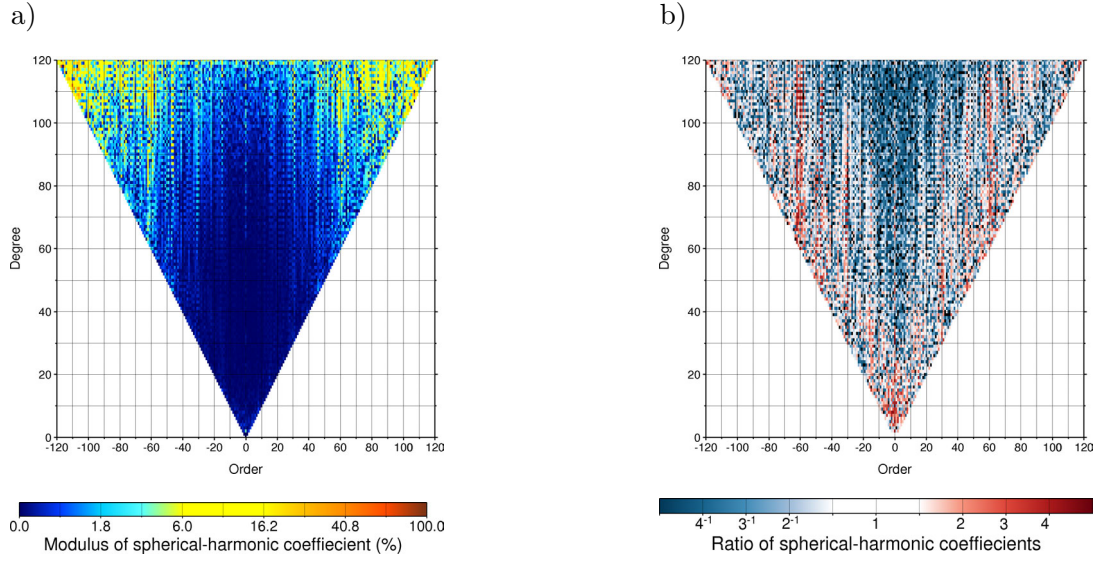 a)
b)
120
100
80
60
40
20
0
Degree
-120 -100 -80 -60 -40 -20 0 20 40 60 80 100 120
Order
0.0 1.8 6.0 16.2 40.8 100.0
Modulus of spherical-harmonic coeffiecient (%)
120
100
80
60
40
20
0
Degree
-120 -100 -80 -60 -40 -20 0 20 40 60 80 100 120
Order
4⁻¹ 3⁻¹ 2⁻¹ 1 2 3 4
Ratio of spherical-harmonic coeffiecients